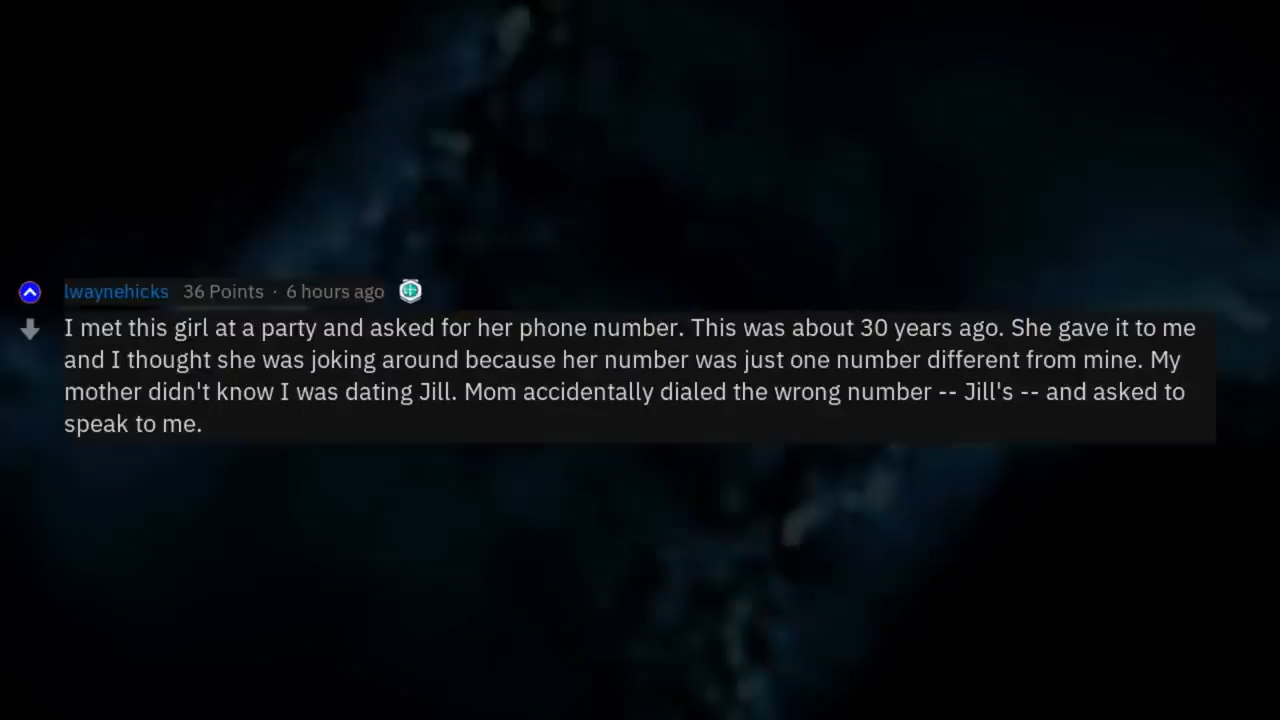 lwaynehicks 36 Points · 6 hours ago
I met this girl at a party and asked for her phone number. This was about 30 years ago. She gave it to me
and I thought she was joking around because her number was just one number different from mine. My
mother didn't know I was dating Jill. Mom accidentally dialed the wrong number -- Jill's -- and asked to
speak to me.